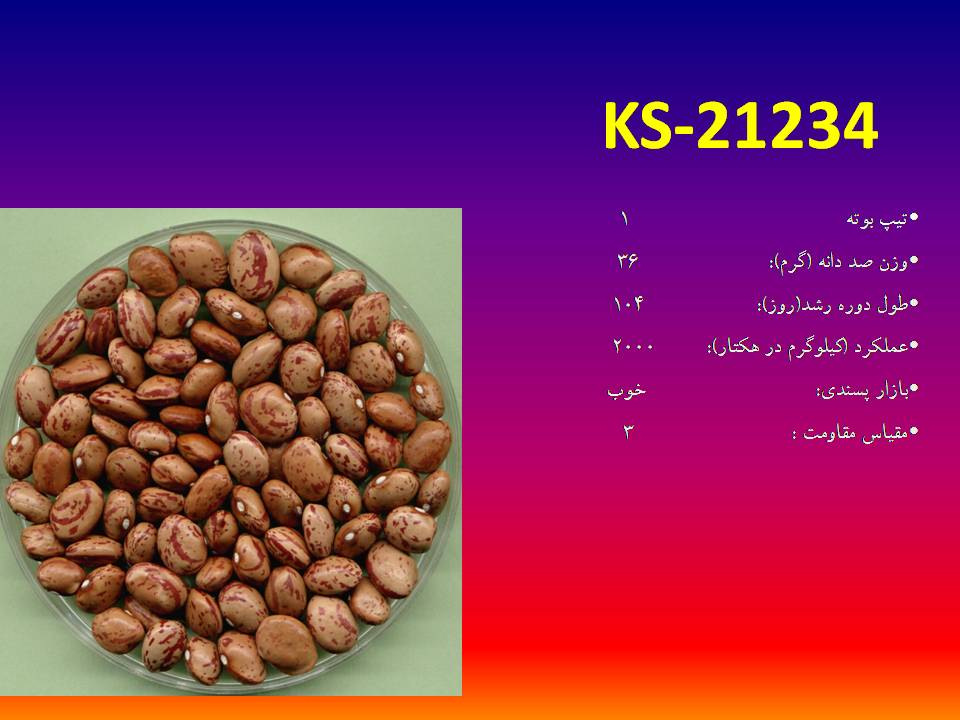 KS-21234
•تیپ بوته ۱
•وزن صد دانه (گرم): ۳۶
•طول دوره رشد(روز): ۱۰۴
•عملکرد (کیلوگرم در هکتار): ۲۰۰۰
•بازار پسندی: خوب
•مقیاس مقاومت : ۳